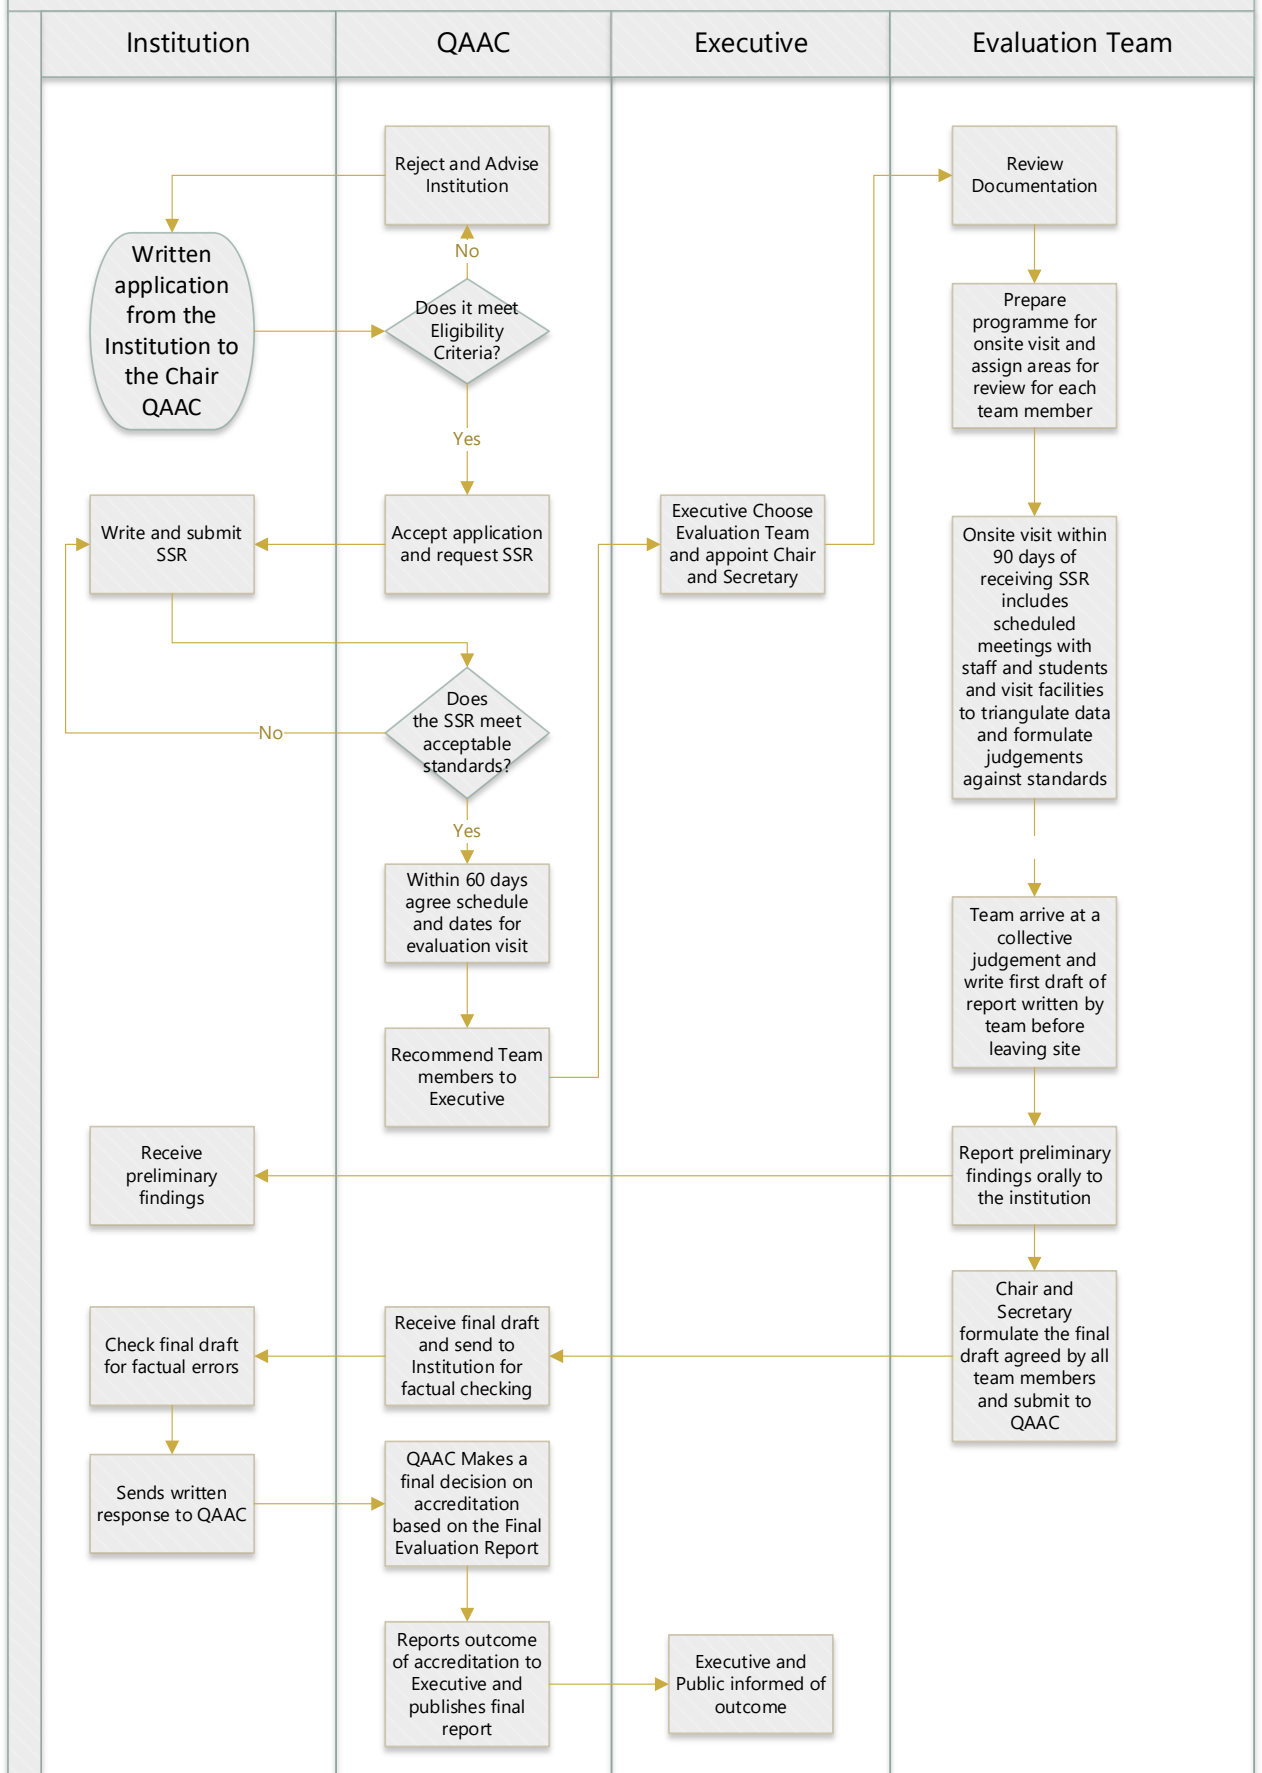 Institution
QAAC
Executive
Evaluation Team
Reject and Advise
Institution
Review
Documentation
Written
application
from the
Institution to
the Chair
QAAC
No
Does it meet
Eligibility
Criteria?
Yes
Prepare
programme for
onsite visit and
assign areas for
review for each
team member
Write and submit
SSR
Accept application
and request SSR
Executive Choose
Evaluation Team
and appoint Chair
and Secretary
Onsite visit within
90 days of
receiving SSR
includes
scheduled
meetings with
staff and students
and visit facilities
to triangulate data
and formulate
judgements
against standards
Does
the SSR meet
acceptable
standards?
No
Yes
Within 60 days
agree schedule
and dates for
evaluation visit
Team arrive at a
collective
judgement and
write first draft of
report written by
team before
leaving site
Recommend Team
members to
Executive
Receive
preliminary
findings
Report preliminary
findings orally to
the institution
Check final draft
for factual errors
Receive final draft
and send to
Institution for
factual checking
Chair and
Secretary
formulate the final
draft agreed by all
team members
and submit to
QAAC
Sends written
response to QAAC
QAAC Makes a
final decision on
accreditation
based on the Final
Evaluation Report
Reports outcome
of accreditation to
Executive and
publishes final
report
Executive and
Public informed of
outcome